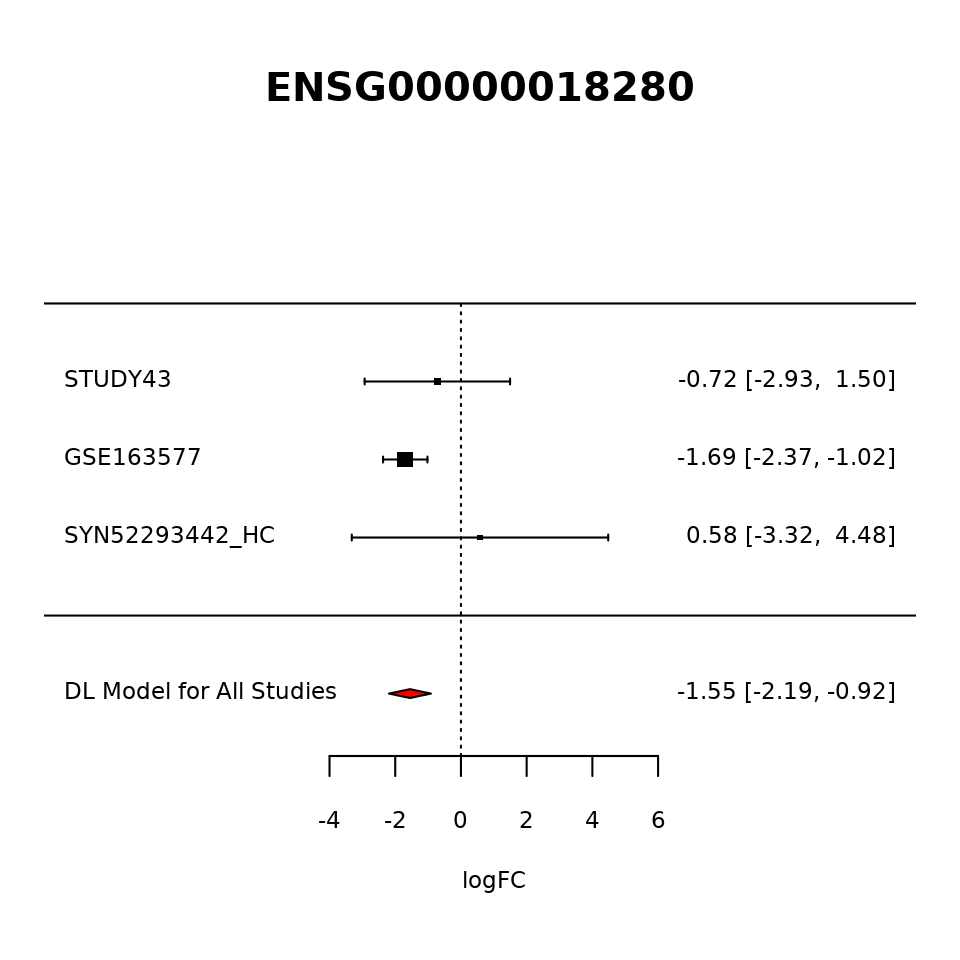 ENSG00000018280
STUDY43 -0.72 [-2.93,  1.50]
GSE163577 -1.69 [-2.37, -1.02]
SYN52293442_HC 0.58 [-3.32,  4.48]
DL Model for All Studies -1.55 [-2.19, -0.92]
-4 -2 0 2 4 6
logFC